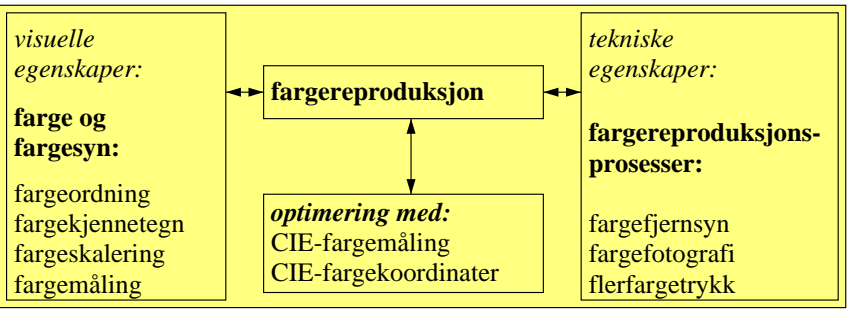 visuelle
egenskaper:
farge og
fargesyn:
fargeordning
fargekjennetegn
fargeskalering
fargemåling
fargereproduksjon
optimering med:
CIE-fargemåling
CIE-fargekoordinater
tekniske
egenskaper:
fargereproduksjons-
prosesser:
fargefjernsyn
fargefotografi
flerfargetrykk